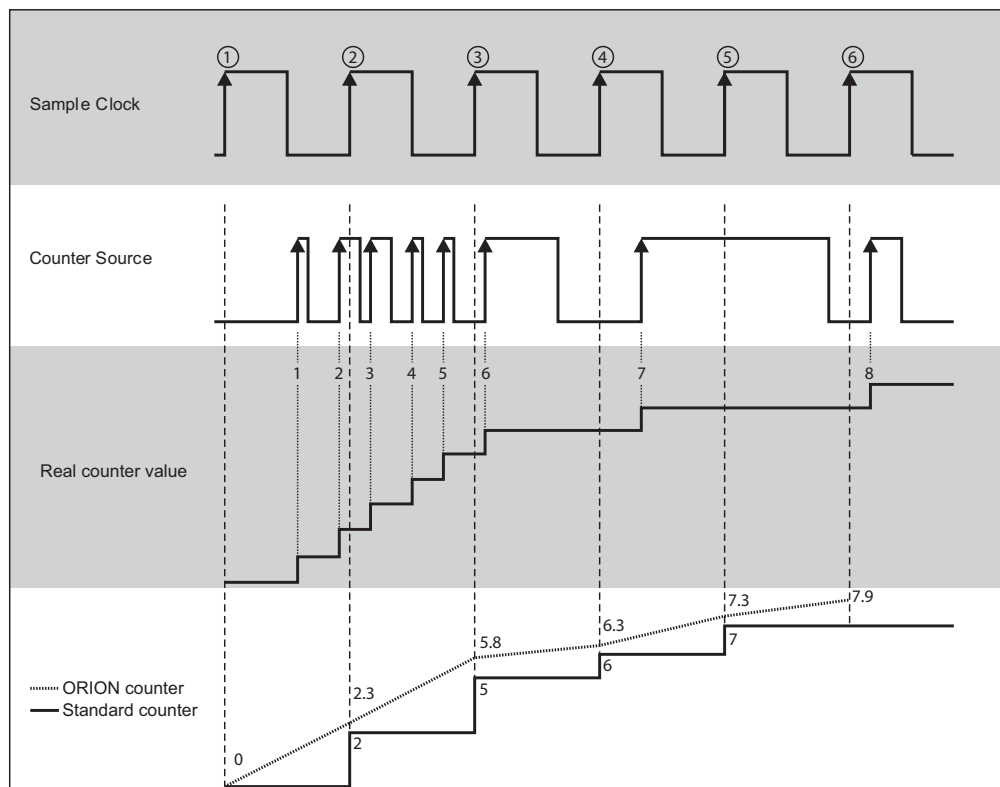 ① ② ③ ④ ⑤ ⑥
Sample Clock
Counter Source
1 2 3 4 5 6 7 8
Real counter value
7.9
7.3
6.3
5.8
7
6
5
ORION counter
2.3
Standard counter
2
0